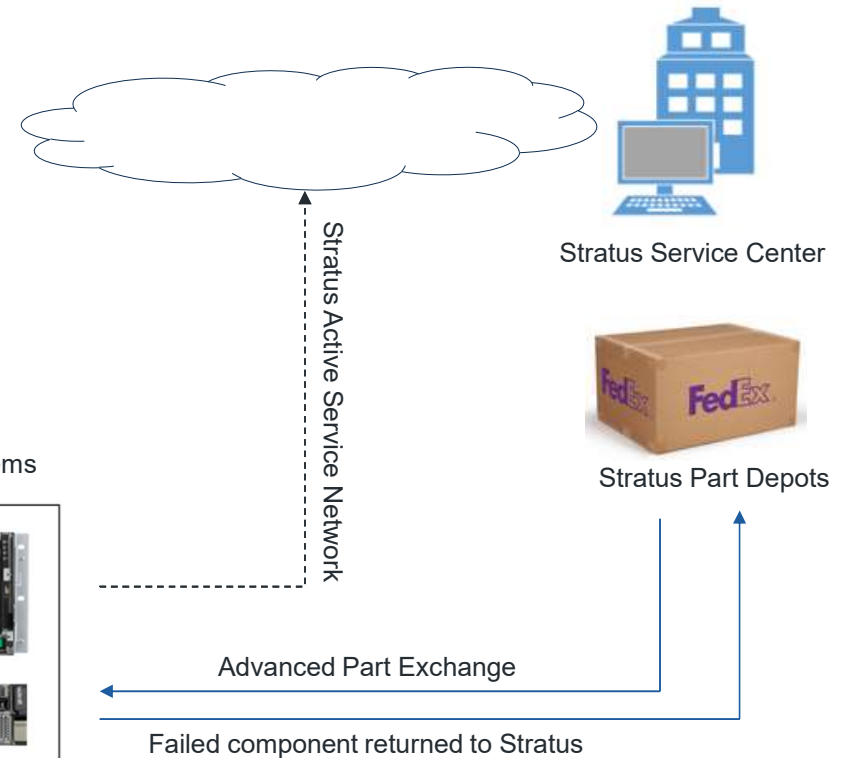 Stratus Active Service Network
Stratus Service Center
FedEx
FedEx
Stratus Part Depots
ms
Advanced Part Exchange
Failed component returned to Stratus